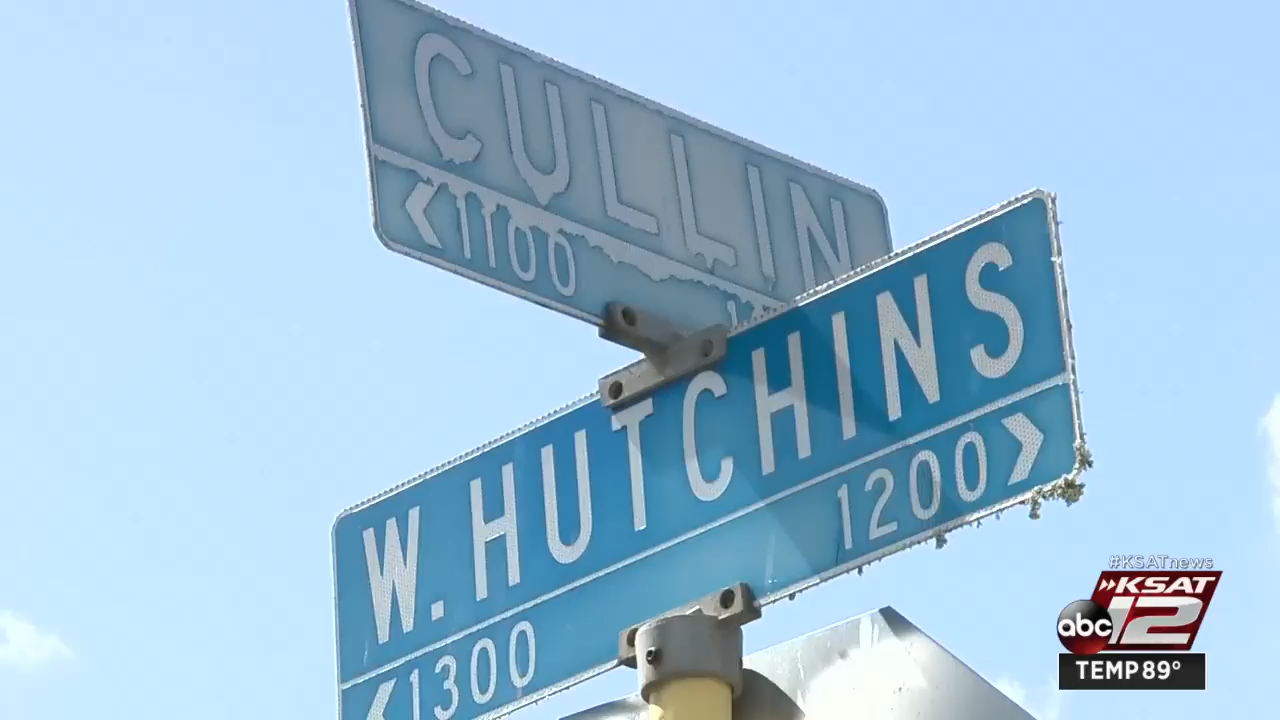 CULLIN
1100
W. HUTCHINS
1200
1300
#KSATnews
KSAT
abc 12
TEMP 89°